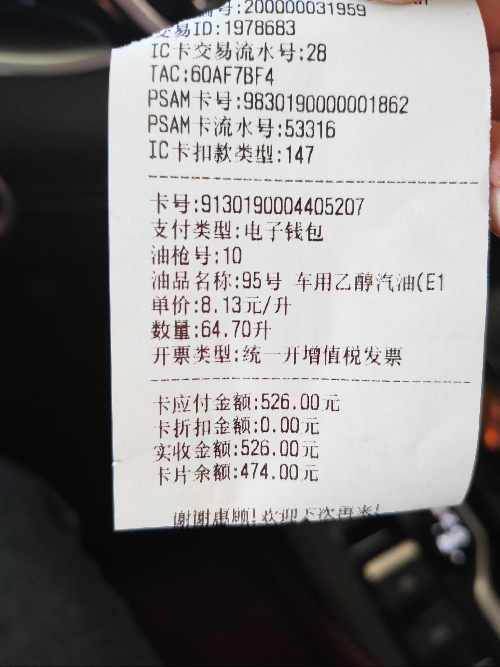 编号:200000031959
交易ID:1978683
IC卡交易流水号:28
TAC:60AF7BF4
PSAM卡号:9830190000001862
PSAM卡流水号:53316
IC卡扣款类型:147
卡号:9130190004405207
支付类型:电子钱包
油枪号:10
油品名称:95号 车用乙醇汽油(E1
单价:8.13元/升
数量:64.70升
开票类型:统一开增值税发票
卡应付金额:526.00元
卡折扣金额:0.00元
实收金额:526.00元
卡片余额:474.00元
谢谢惠顾!欢迎下次再来!